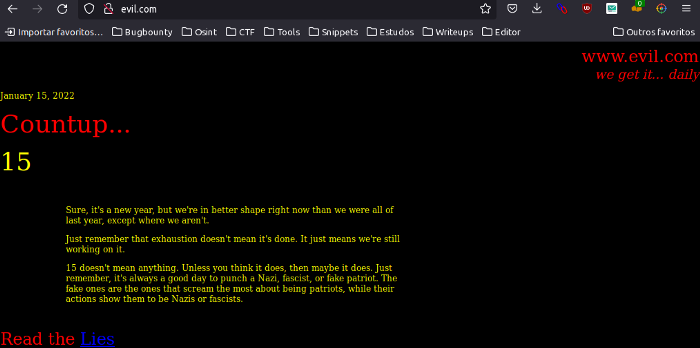 evil.com
Importar favoritos...
Bugbounty
Osint
CTF
Tools
Snippets
Estudos
Writeups
Editor
Outros favoritos
www.evil.com
we get it... daily
January 15, 2022
Countup...
15
Sure, it's a new year, but we're in better shape right now than we were all of
last year, except where we aren't.
Just remember that exhaustion doesn't mean it's done. It just means we're still
working on it.
15 doesn't mean anything. Unless you think it does, then maybe it does. Just
remember, it's always a good day to punch a Nazi, fascist, or fake patriot. The
fake ones are the ones that scream the most about being patriots, while their
actions show them to be Nazis or fascists.
Read the Lies